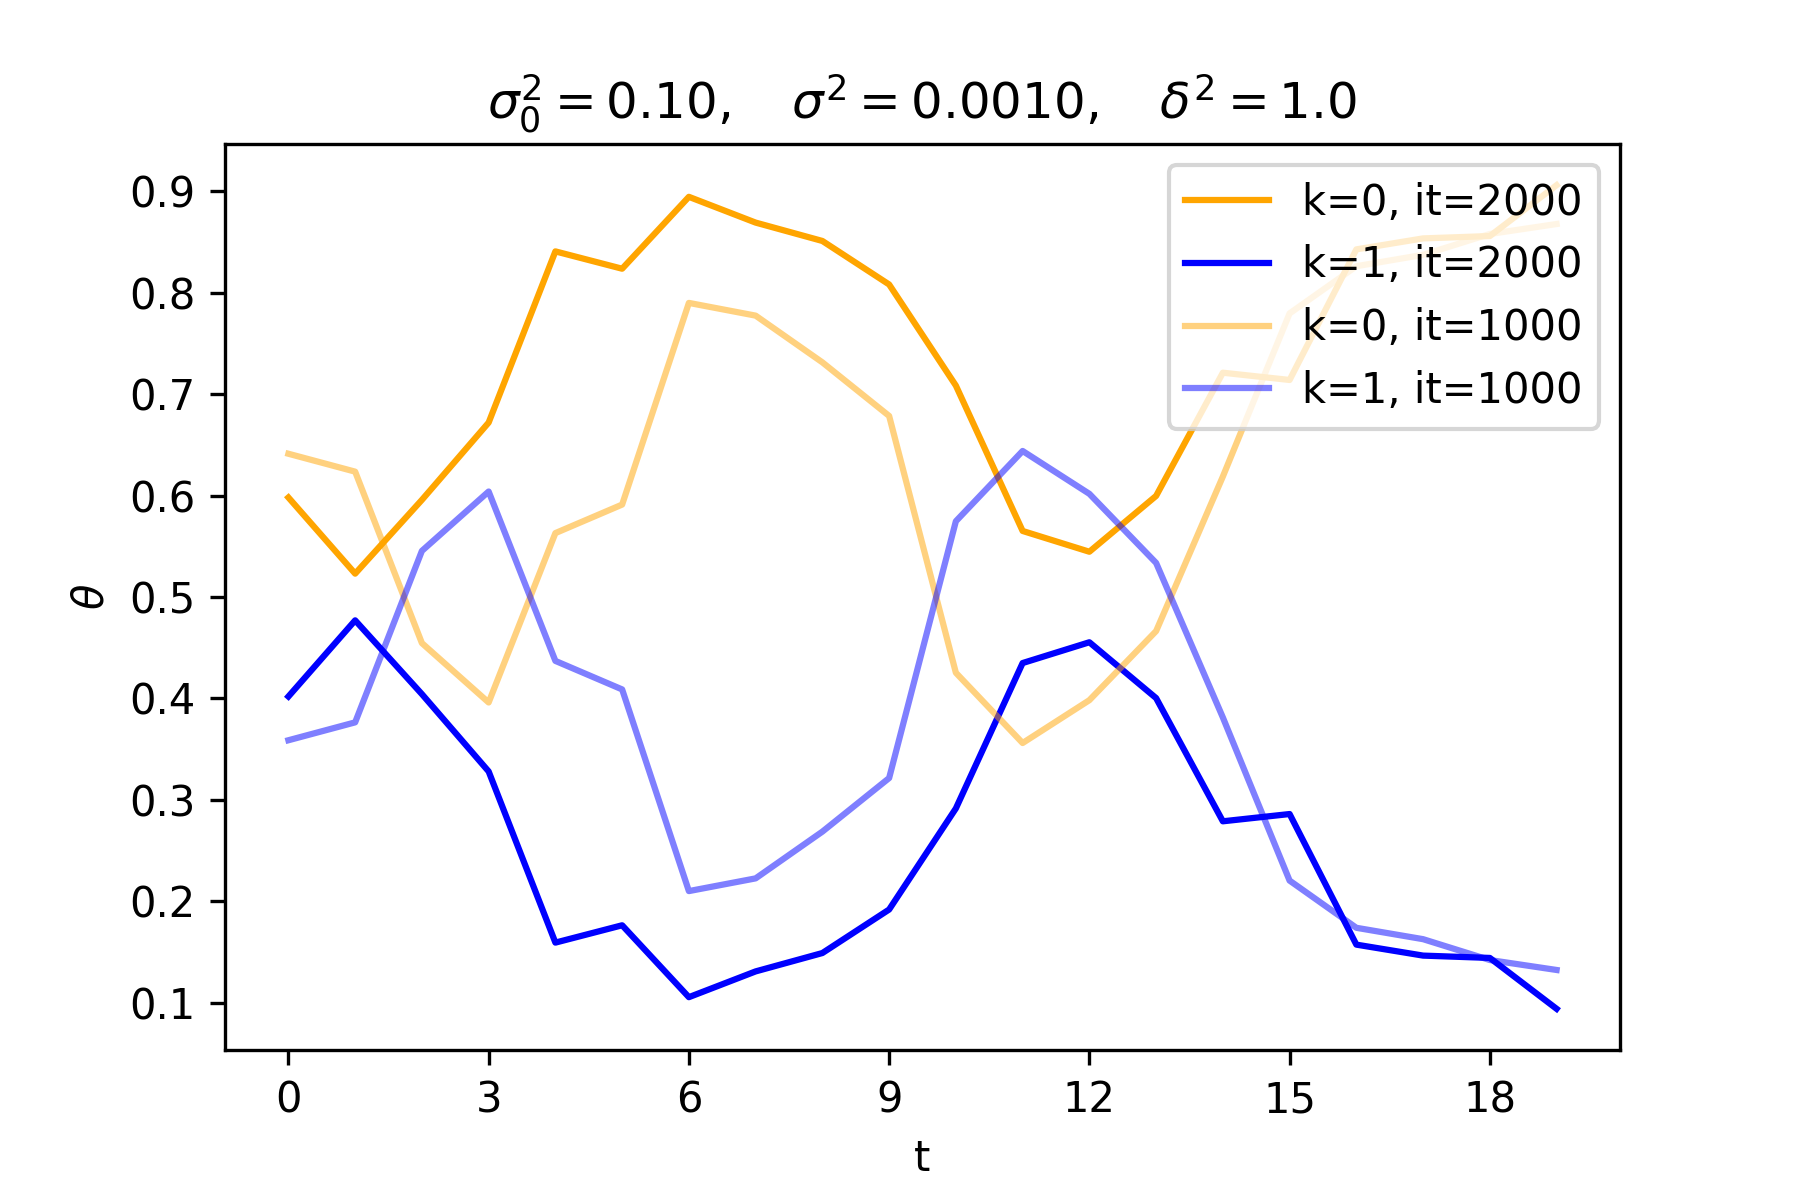 σ₀² = 0.10, σ² = 0.0010, δ² = 1.0
k=0, it=2000
k=1, it=2000
k=0, it=1000
k=1, it=1000
0.9
0.8
0.7
0.6
0.5
0.4
0.3
0.2
0.1
θ
0 3 6 9 12 15 18
t